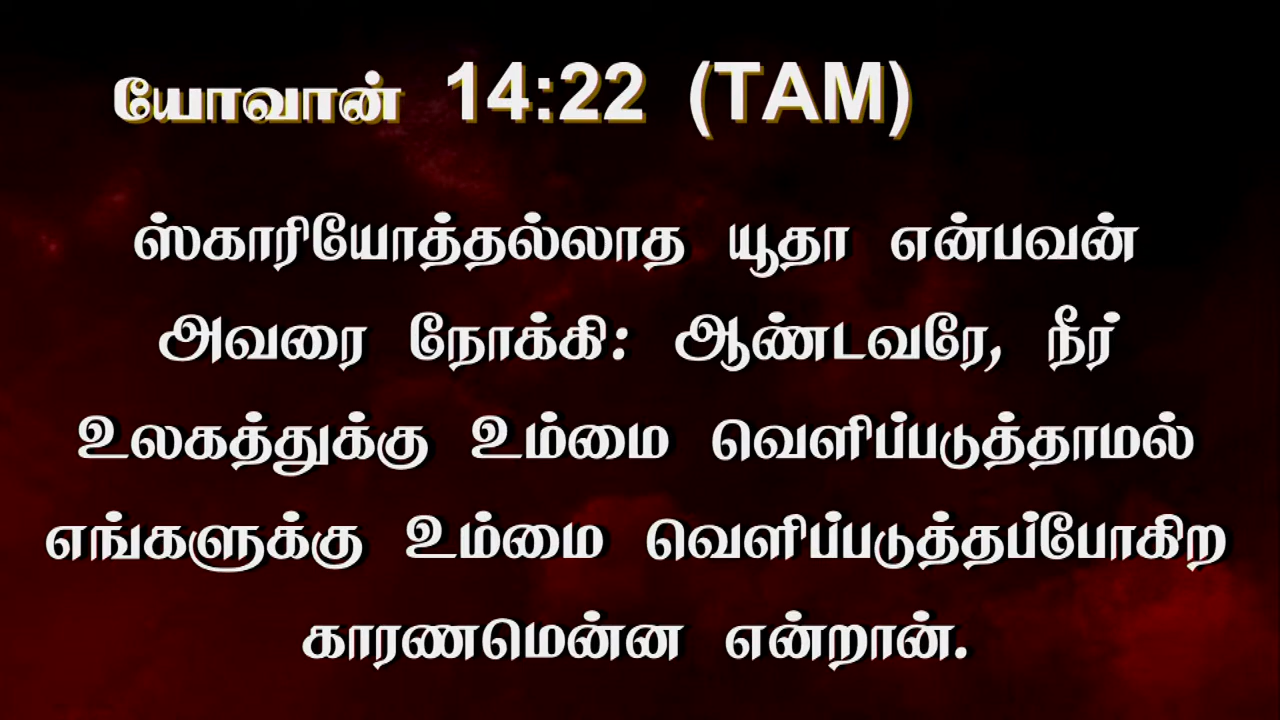 யோவான் 14:22 (TAM)
ஸ்காரியோத்தல்லாத யூதா என்பவன்
அவரை நோக்கி: ஆண்டவரே, நீர்
உலகத்துக்கு உம்மை வெளிப்படுத்தாமல்
எங்களுக்கு உம்மை வெளிப்படுத்தப்போகிற
காரணமென்ன என்றான்.